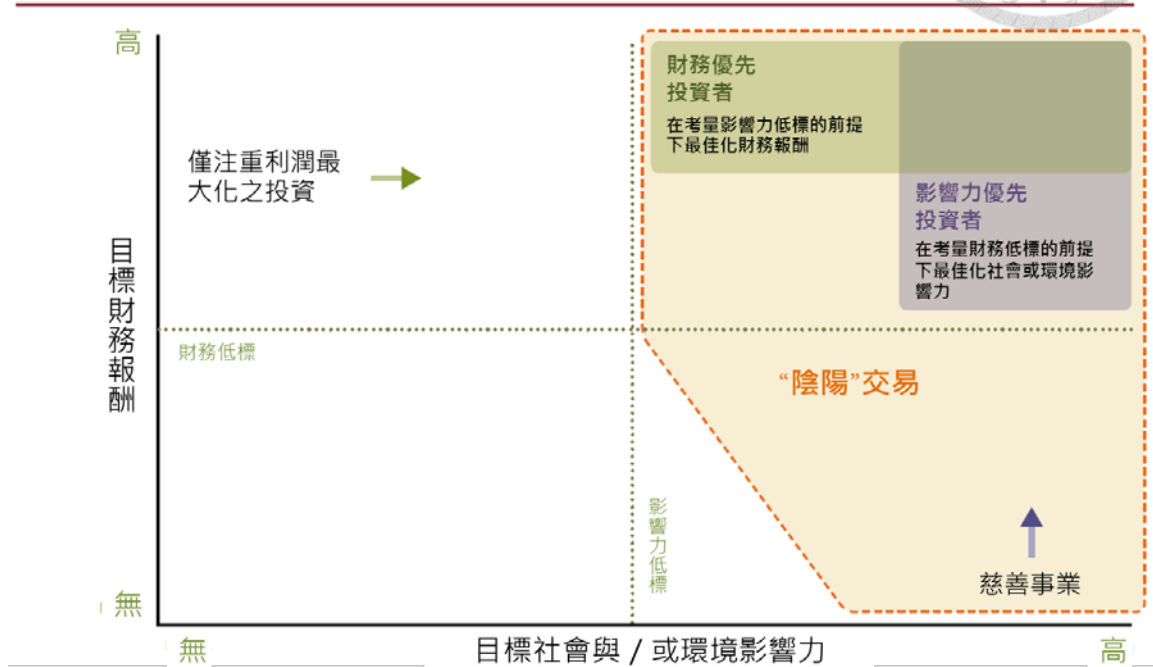 高
財務優先
投資者
在考量影響力低標的前提
下最佳化財務報酬
僅注重利潤最
大化之投資
影響力優先
投資者
在考量財務低標的前提
下最佳化社會或環境影
響力
目標財務報酬
財務低標
“陰陽”交易
影響力低標
慈善事業
無
無
目標社會與 / 或環境影響力
高